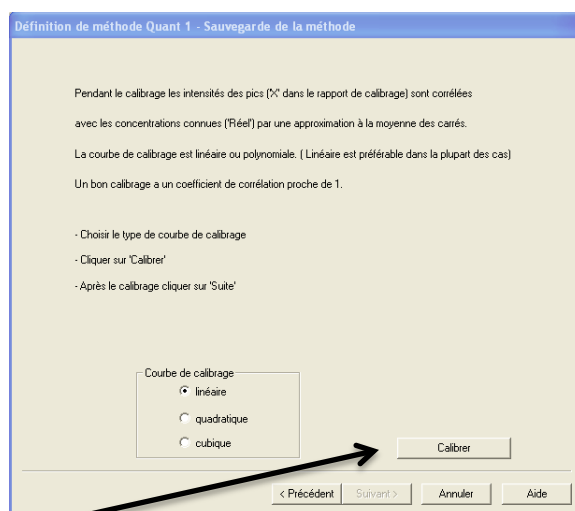 Définition de méthode Quant 1 - Sauvegarde de la méthode
Pendant le calibrage les intensités des pics ('X'' dans le rapport de calibrage) sont corrélées
avec les concentrations connues ('Réel') par une approximation à la moyenne des carrés.
La courbe de calibrage est linéaire ou polynomiale. ( Linéaire est préférable dans la plupart des cas)
Un bon calibrage a un coefficient de corrélation proche de 1.
- Choisir le type de courbe de calibrage
- Cliquer sur 'Calibrer'
- Après le calibrage cliquer sur 'Suite'
Courbe de calibrage
linéaire
quadratique
cubique
Calibrer
< Précédent Suivant > Annuler Aide